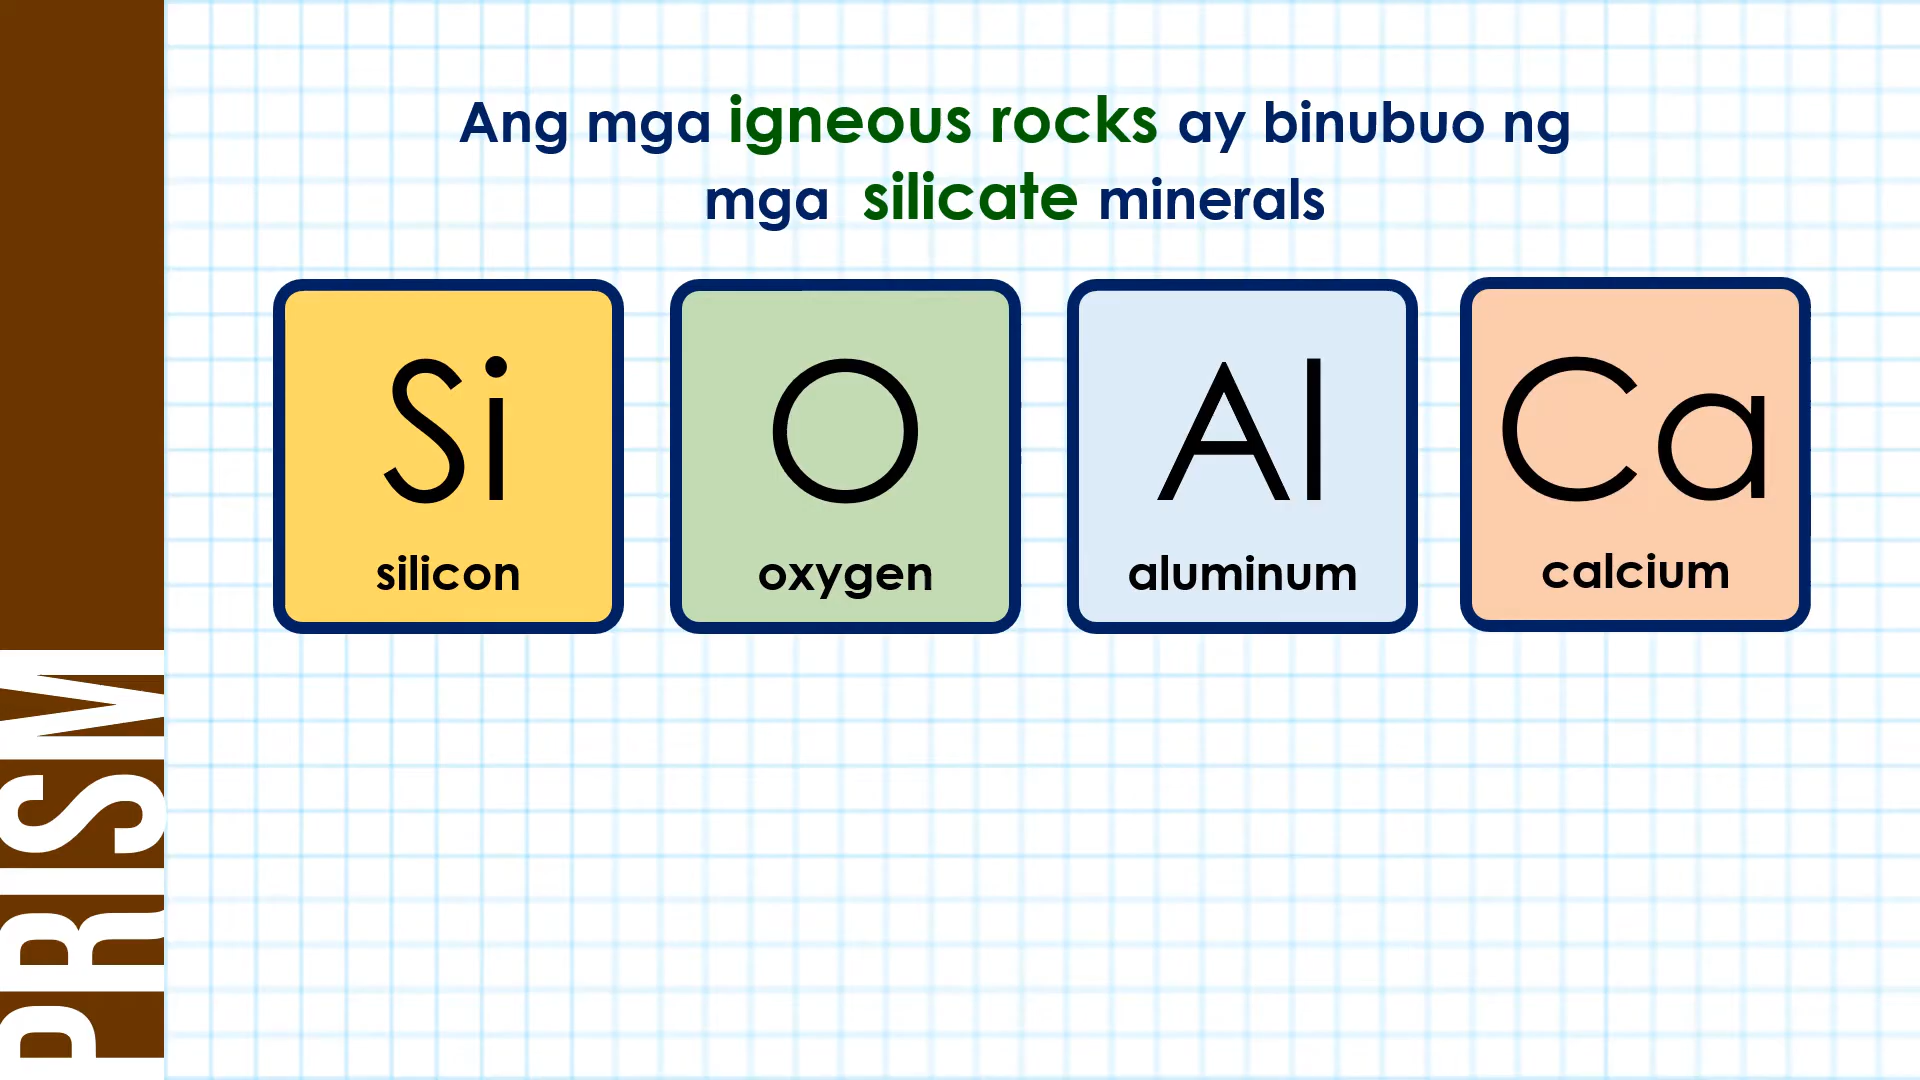 Ang mga igneous rocks ay binubuo ng
mga silicate minerals
Si
silicon
O
oxygen
Al
aluminum
Ca
calcium
PRISM